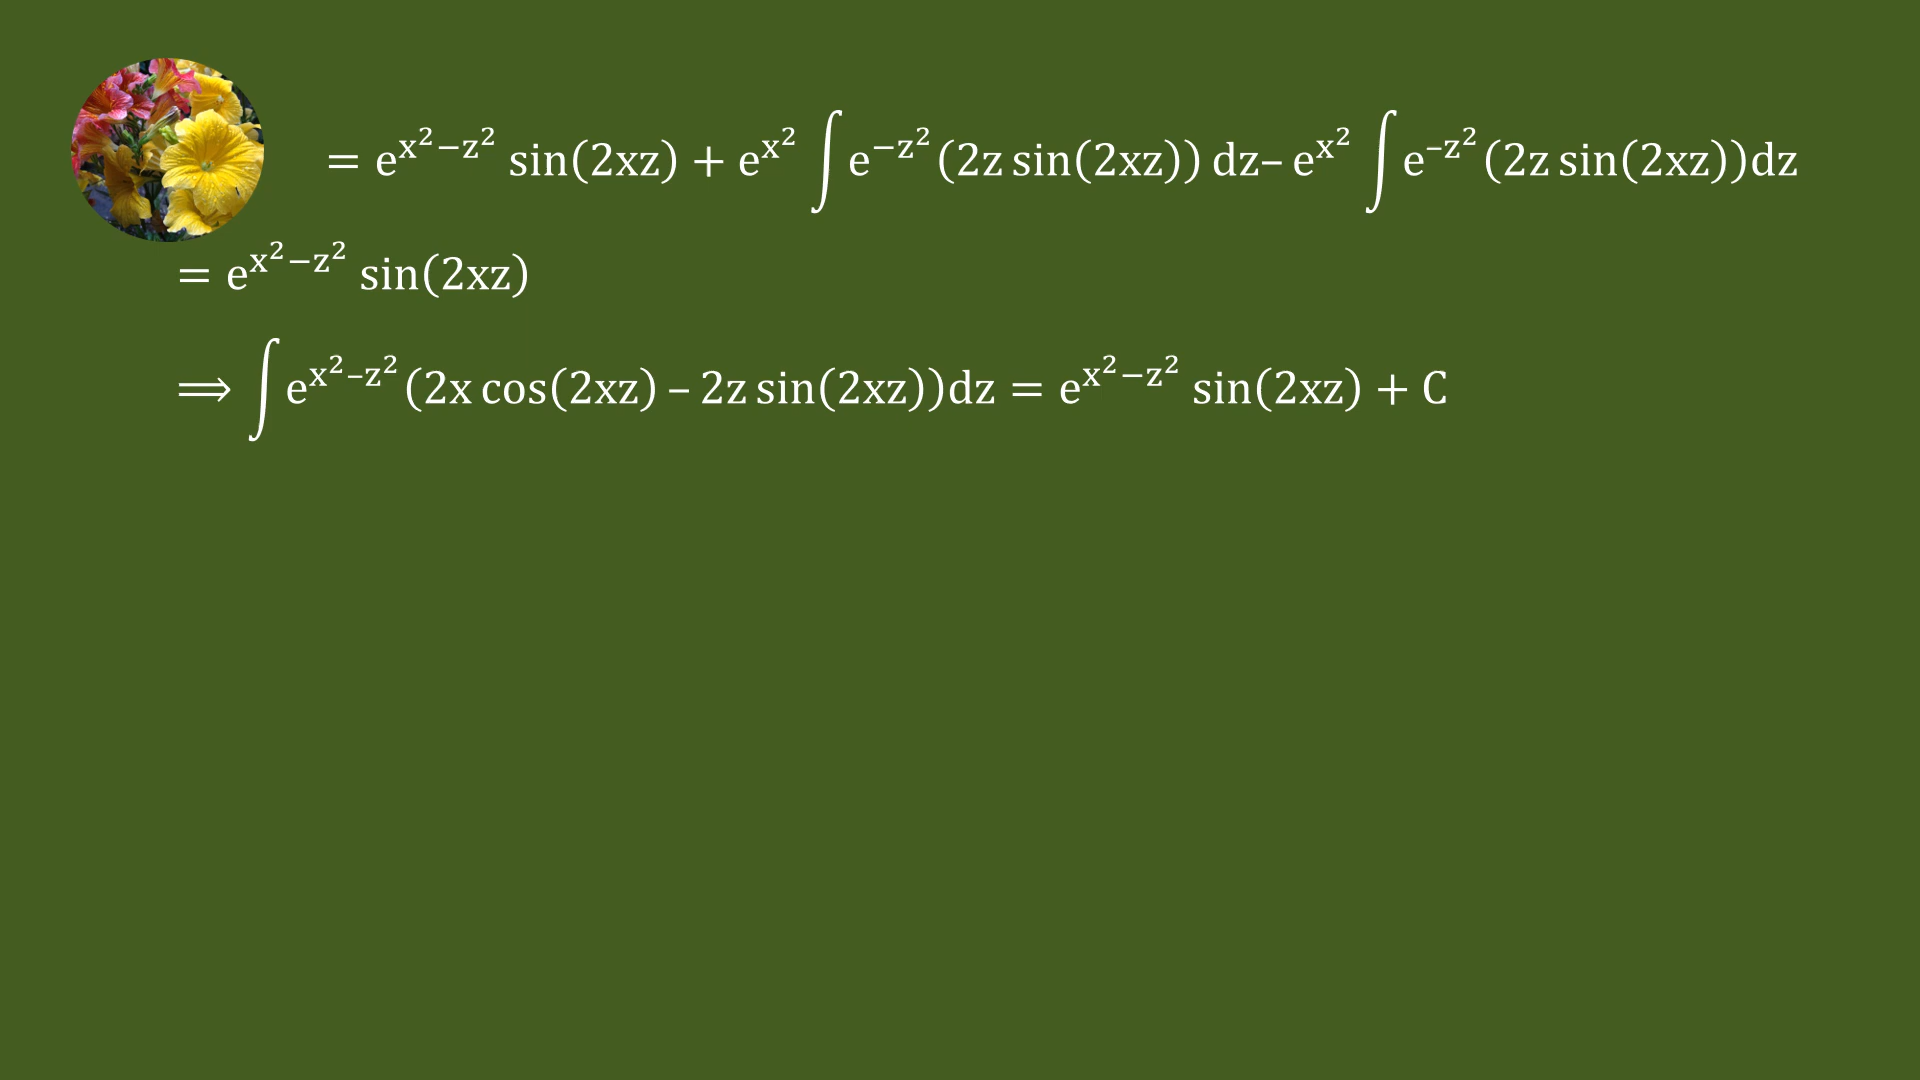 = e^{x²−z²} sin(2xz) + e^{x²} ∫ e^{−z²} (2z sin(2xz)) dz– e^{x²} ∫ e^{–z²} (2z sin(2xz))dz
= e^{x²−z²} sin(2xz)
⟹ ∫ e^{x²–z²} (2x cos(2xz) – 2z sin(2xz))dz = e^{x²−z²} sin(2xz) + C